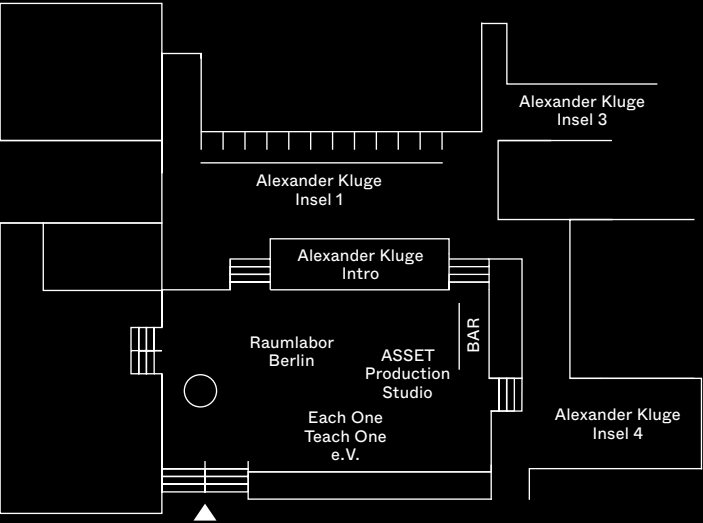 Alexander Kluge
Insel 3
Alexander Kluge
Insel 1
Alexander Kluge
Intro
Raumlabor
Berlin
ASSET
Production
Studio
BAR
Each One
Teach One
e.V.
Alexander Kluge
Insel 4